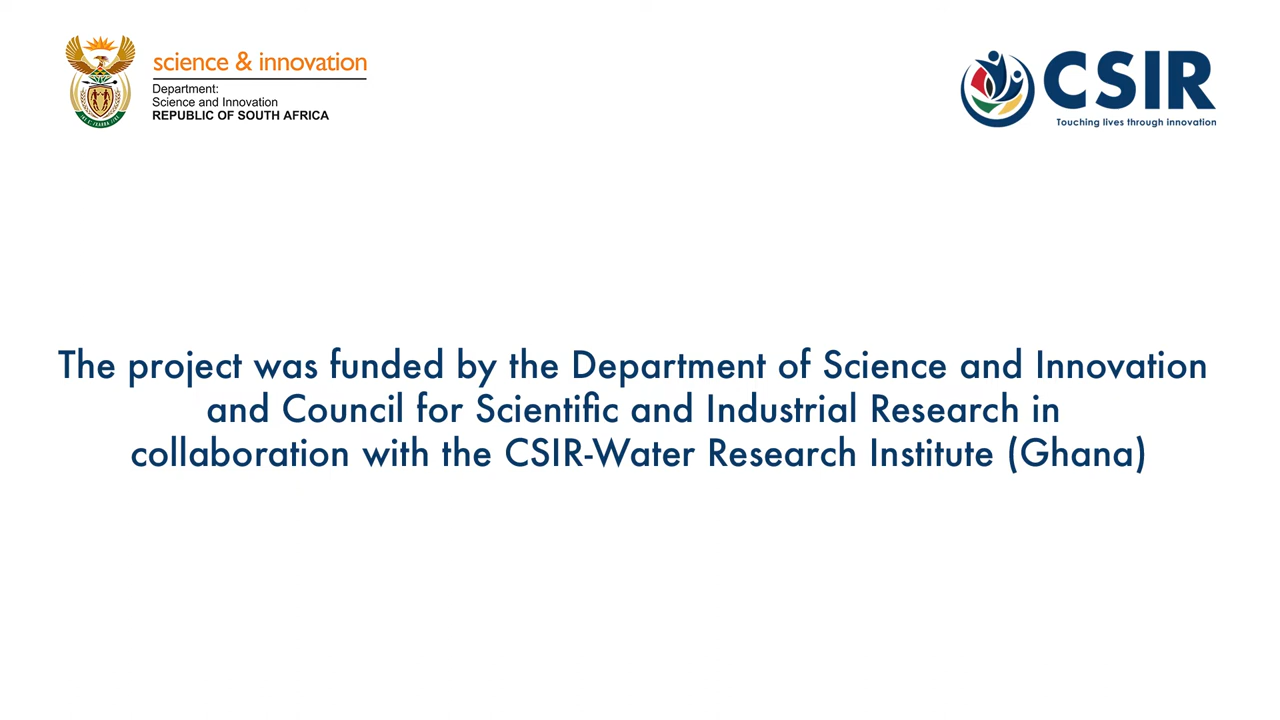 science & innovation
Department:
Science and Innovation
REPUBLIC OF SOUTH AFRICA
CSIR
Touching lives through innovation
The project was funded by the Department of Science and Innovation
and Council for Scientific and Industrial Research in
collaboration with the CSIR-Water Research Institute (Ghana)